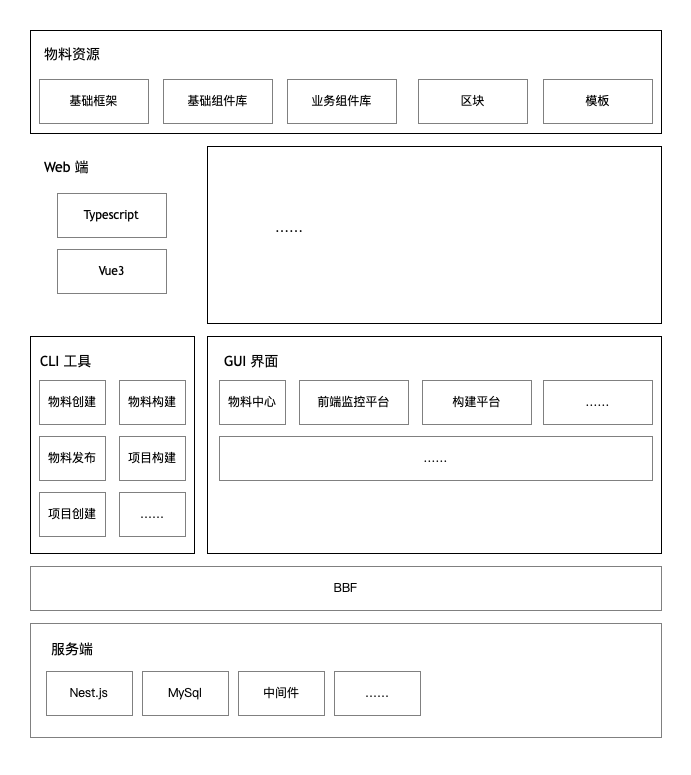 物料资源
基础框架 基础组件库 业务组件库 区块 模板
Web 端
Typescript
Vue3
……
CLI 工具
物料创建 物料构建
物料发布 项目构建
项目创建 ……
GUI 界面
物料中心 前端监控平台 构建平台 ……
……
BBF
服务端
Nest.js MySql 中间件 ……